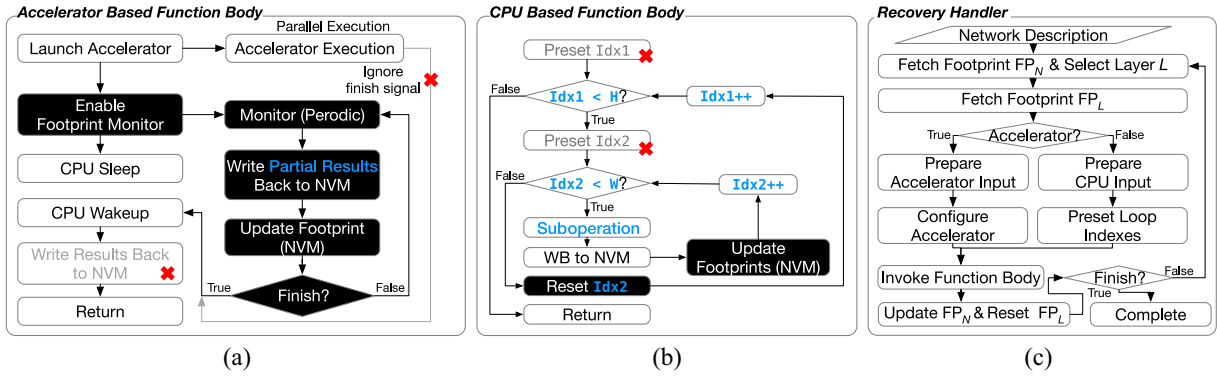 Accelerator Based Function Body
Parallel Execution
Launch Accelerator
Accelerator Execution
Ignore
finish signal
Enable
Footprint Monitor
Monitor (Perodic)
CPU Sleep
Write Partial Results
Back to NVM
CPU Wakeup
Update Footprint
(NVM)
Write Results Back
to NVM
True
Finish?
False
Return
(a)
CPU Based Function Body
Preset Idx1
False
Idx1 < H?
Idx1++
True
Preset Idx2
False
Idx2 < W?
Idx2++
True
Suboperation
WB to NVM
Update
Footprints (NVM)
Reset Idx2
Return
(b)
Recovery Handler
Network Description
Fetch Footprint FPN & Select Layer L
Fetch Footprint FPL
True
Accelerator?
False
Prepare
Accelerator Input
Prepare
CPU Input
Configure
Accelerator
Preset Loop
Indexes
Invoke Function Body
Finish?
False
True
Update FPN & Reset FPL
Complete
(c)